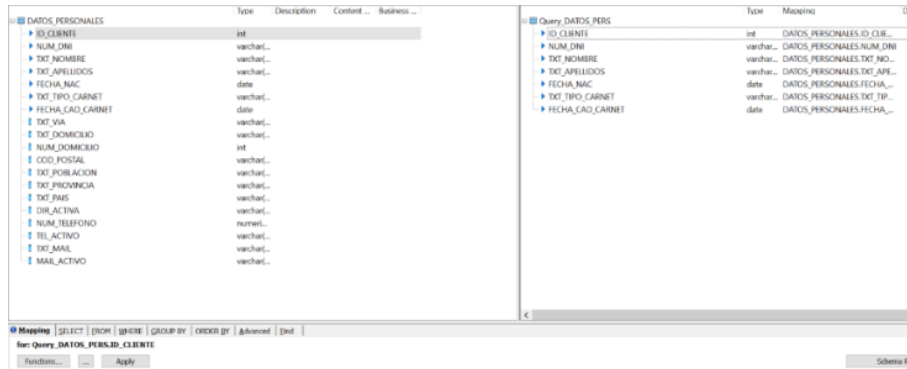 Type Description Content ... Business ...
DATOS_PERSONALES
ID_CLIENTE int
NUM_DNI varchar(...
TXT_NOMBRE varchar(...
TXT_APELLIDOS varchar(...
FECHA_NAC date
TXT_TIPO_CARNET varchar(...
FECHA_CAD_CARNET date
TXT_VIA varchar(...
TXT_DOMICILIO varchar(...
NUM_DOMICILIO int
COD_POSTAL varchar(...
TXT_POBLACION varchar(...
TXT_PROVINCIA varchar(...
TXT_PAIS varchar(...
DIR_ACTIVA varchar(...
NUM_TELEFONO numeri...
TEL_ACTIVO varchar(...
TXT_MAIL varchar(...
MAIL_ACTIVO varchar(...
Type Mapping D
Query_DATOS_PERS
ID_CLIENTE int DATOS_PERSONALES.ID_CLIE...
NUM_DNI varchar... DATOS_PERSONALES.NUM_DNI
TXT_NOMBRE varchar... DATOS_PERSONALES.TXT_NO...
TXT_APELLIDOS varchar... DATOS_PERSONALES.TXT_APE...
FECHA_NAC date DATOS_PERSONALES.FECHA_...
TXT_TIPO_CARNET varchar... DATOS_PERSONALES.TXT_TIP...
FECHA_CAD_CARNET date DATOS_PERSONALES.FECHA_...
Mapping SELECT FROM WHERE GROUP BY ORDER BY Advanced Find
for: Query_DATOS_PERS.ID_CLIENTE
Functions... ... Apply Schema R